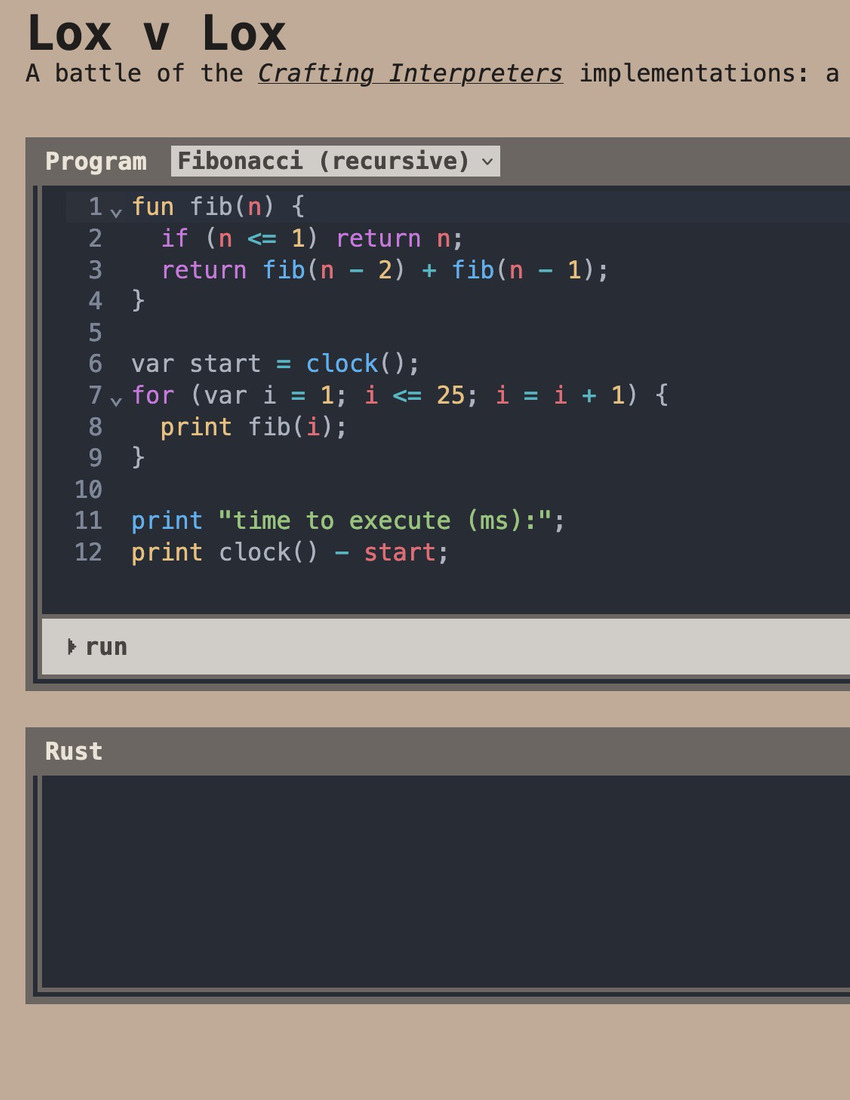 Lox v Lox
A battle of the Crafting Interpreters implementations: a
Program Fibonacci (recursive)
1 fun fib(n) {
2   if (n <= 1) return n;
3   return fib(n - 2) + fib(n - 1);
4 }
5
6 var start = clock();
7 for (var i = 1; i <= 25; i = i + 1) {
8   print fib(i);
9 }
10
11 print "time to execute (ms):";
12 print clock() - start;
run
Rust